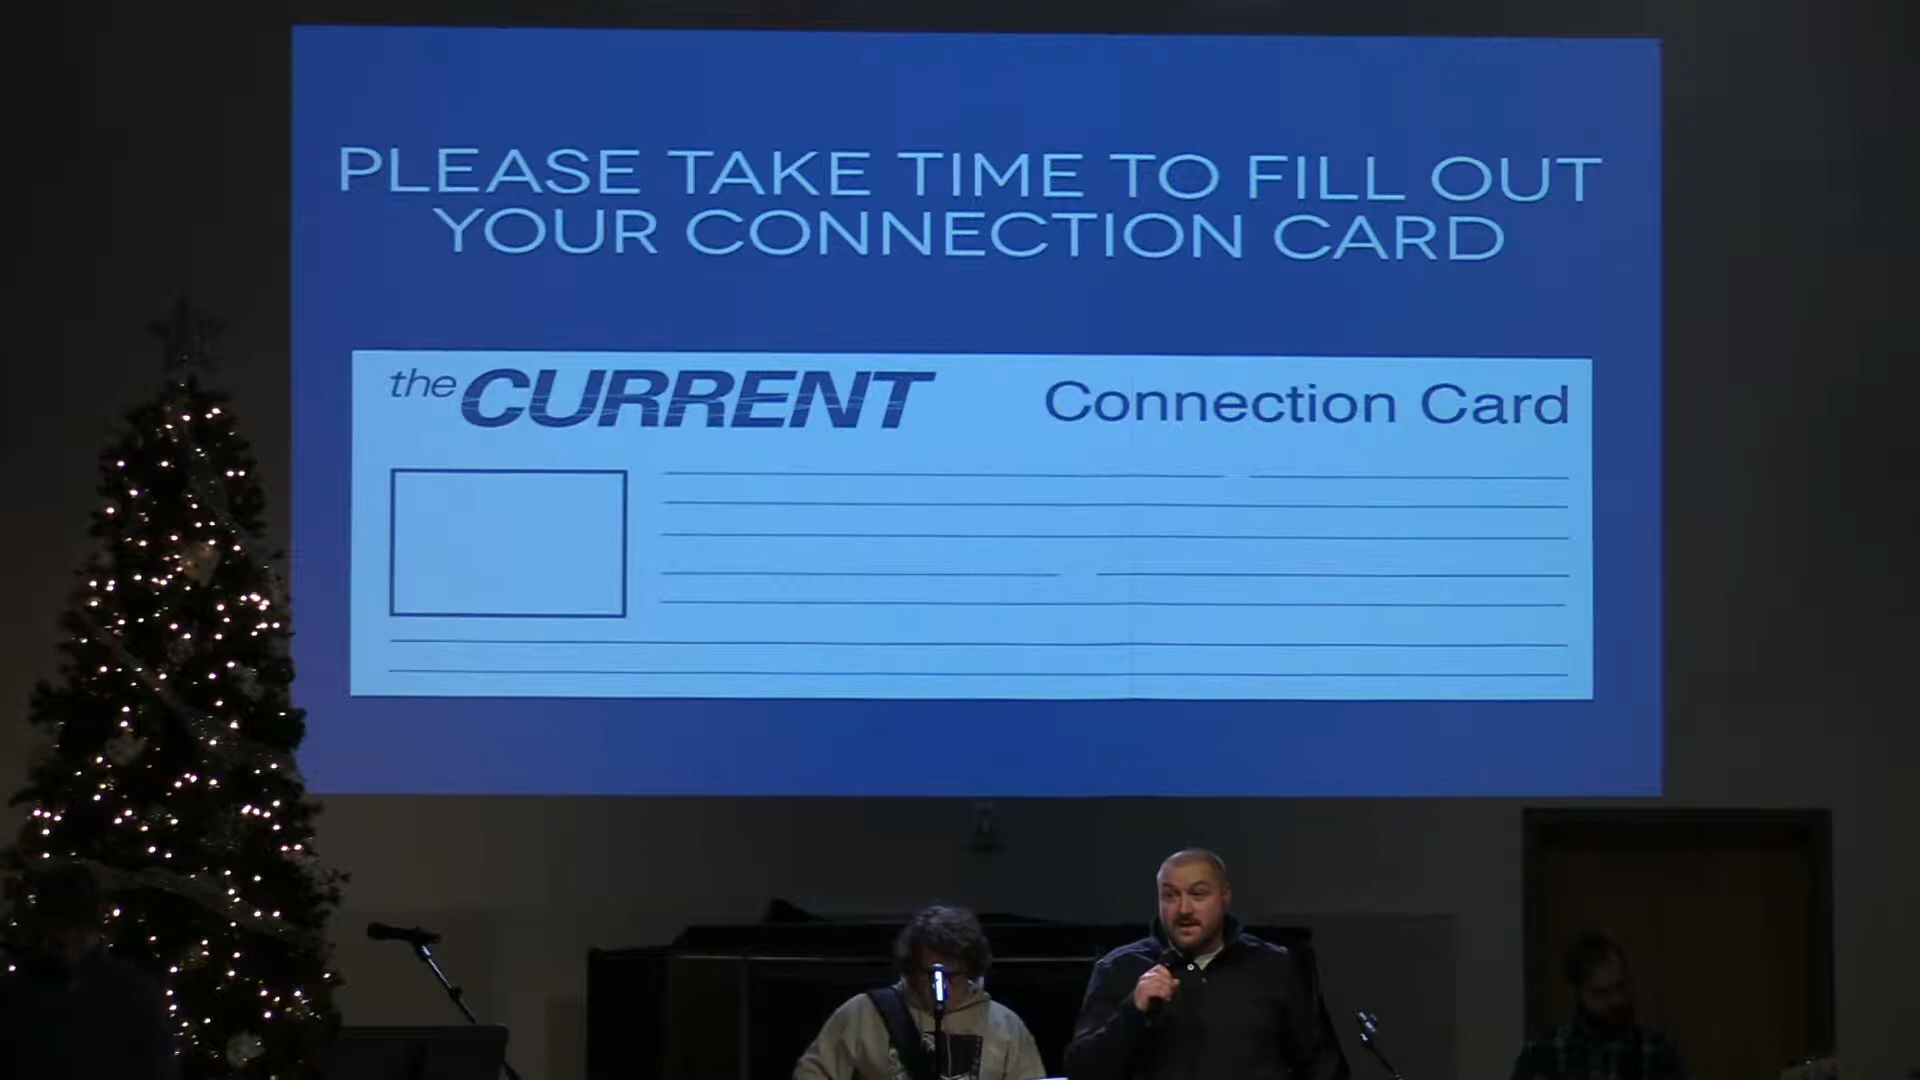 PLEASE TAKE TIME TO FILL OUT
YOUR CONNECTION CARD
the CURRENT
Connection Card